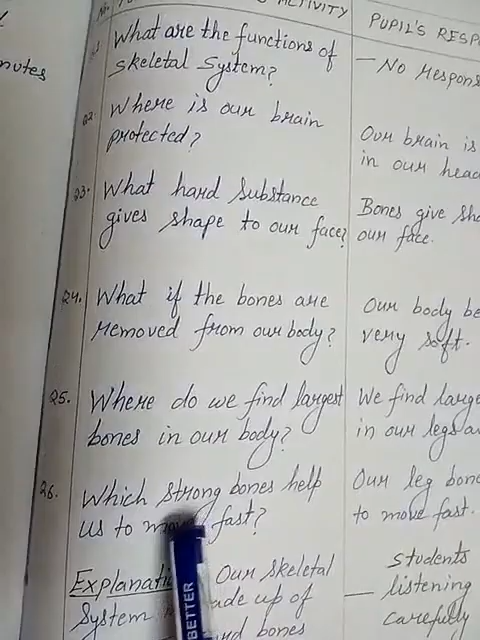 ACTIVITY
PUPIL'S
What are the functions of
skeletal system?
— No respons
Q2. Where is our brain
protected?
Our brain is
in our head
Q3. What hard substance
gives shape to our face?
Bones give sha
our face.
Q4. What if the bones are
removed from our body?
Our body be
very soft.
Q5. Where do we find largest
bones in our body?
We find large
in our legs a
Q6. Which strong bones help
us to move fast?
Our leg bone
to move fast.
Explanati Our skeletal
System made up of
bones
students
— listening
carefully
nutes
BETTER